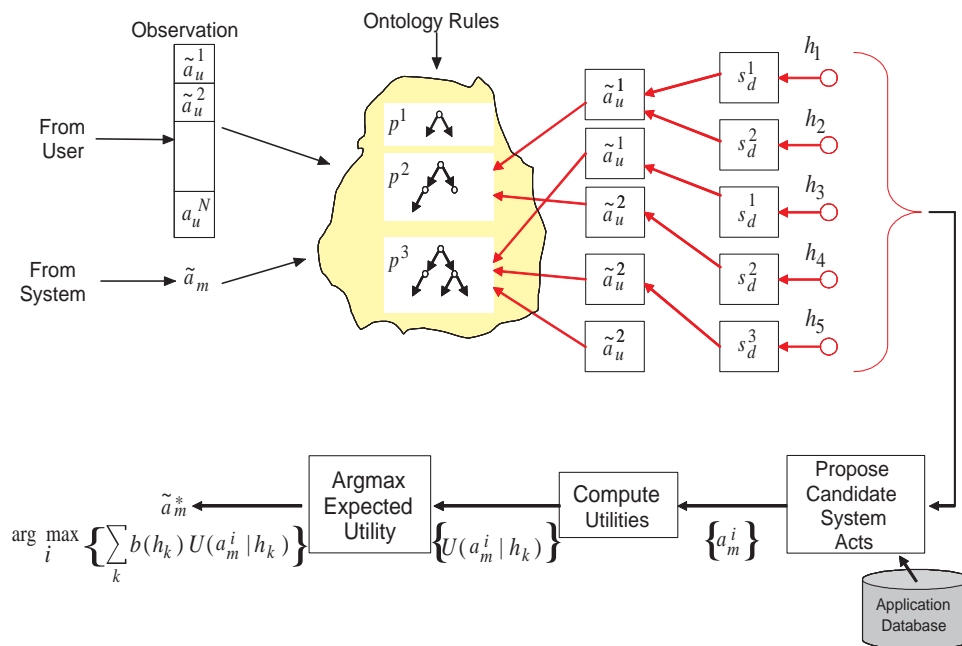 Ontology Rules
Observation
ã_u^1
ã_u^2
a_u^N
From
User
From
System
ã_m
p^1
p^2
p^3
ã_u^1
ã_u^1
ã_u^2
ã_u^2
ã_u^2
s_d^1
s_d^2
s_d^1
s_d^2
s_d^3
h_1
h_2
h_3
h_4
h_5
ã_m^*
arg max_i { ∑_k b(h_k) U(a_m^i | h_k) }
Argmax
Expected
Utility
{U(a_m^i | h_k)}
Compute
Utilities
{a_m^i}
Propose
Candidate
System
Acts
Application
Database